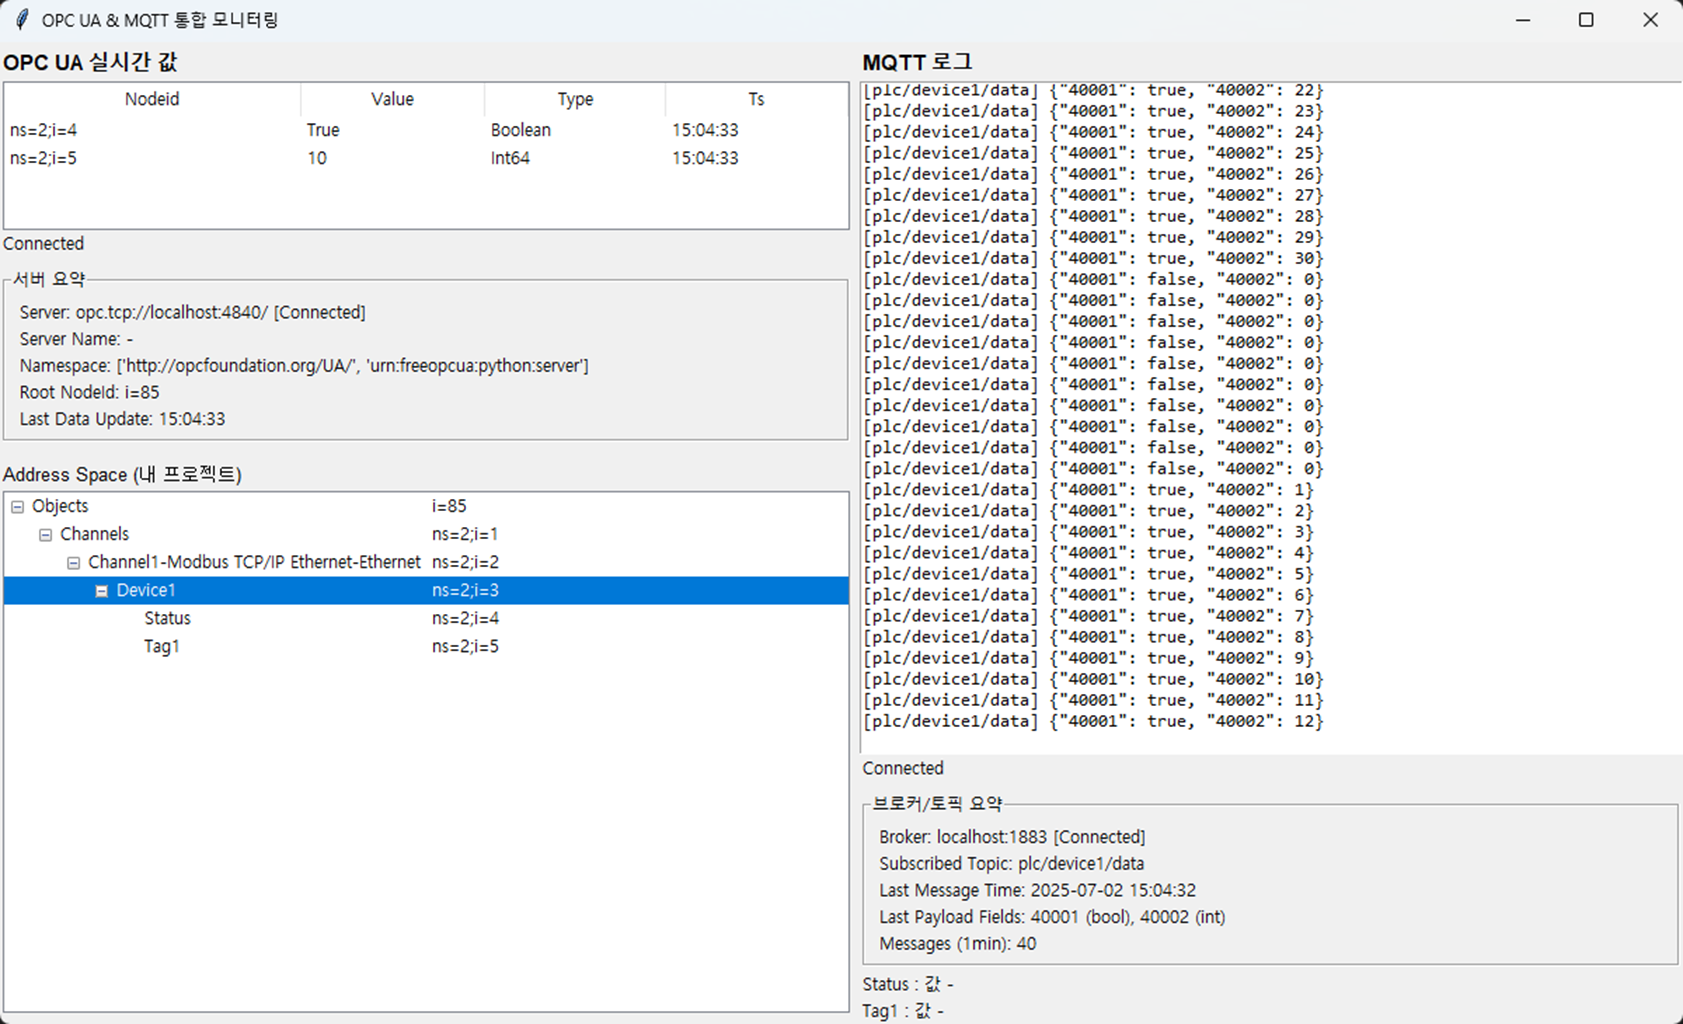 OPC UA & MQTT 통합 모니터링
OPC UA 실시간 값
Nodeid Value Type Ts
ns=2;i=4 True Boolean 15:04:33
ns=2;i=5 10 Int64 15:04:33
Connected
서버 요약
Server: opc.tcp://localhost:4840/ [Connected]
Server Name: -
Namespace: ['http://opcfoundation.org/UA/', 'urn:freeopcua:python:server']
Root NodeId: i=85
Last Data Update: 15:04:33
Address Space (내 프로젝트)
Objects i=85
Channels ns=2;i=1
Channel1-Modbus TCP/IP Ethernet-Ethernet ns=2;i=2
Device1 ns=2;i=3
Status ns=2;i=4
Tag1 ns=2;i=5
MQTT 로그
[plc/device1/data] {"40001": true, "40002": 22}
[plc/device1/data] {"40001": true, "40002": 23}
[plc/device1/data] {"40001": true, "40002": 24}
[plc/device1/data] {"40001": true, "40002": 25}
[plc/device1/data] {"40001": true, "40002": 26}
[plc/device1/data] {"40001": true, "40002": 27}
[plc/device1/data] {"40001": true, "40002": 28}
[plc/device1/data] {"40001": true, "40002": 29}
[plc/device1/data] {"40001": true, "40002": 30}
[plc/device1/data] {"40001": false, "40002": 0}
[plc/device1/data] {"40001": false, "40002": 0}
[plc/device1/data] {"40001": false, "40002": 0}
[plc/device1/data] {"40001": false, "40002": 0}
[plc/device1/data] {"40001": false, "40002": 0}
[plc/device1/data] {"40001": false, "40002": 0}
[plc/device1/data] {"40001": false, "40002": 0}
[plc/device1/data] {"40001": false, "40002": 0}
[plc/device1/data] {"40001": false, "40002": 0}
[plc/device1/data] {"40001": false, "40002": 0}
[plc/device1/data] {"40001": true, "40002": 1}
[plc/device1/data] {"40001": true, "40002": 2}
[plc/device1/data] {"40001": true, "40002": 3}
[plc/device1/data] {"40001": true, "40002": 4}
[plc/device1/data] {"40001": true, "40002": 5}
[plc/device1/data] {"40001": true, "40002": 6}
[plc/device1/data] {"40001": true, "40002": 7}
[plc/device1/data] {"40001": true, "40002": 8}
[plc/device1/data] {"40001": true, "40002": 9}
[plc/device1/data] {"40001": true, "40002": 10}
[plc/device1/data] {"40001": true, "40002": 11}
[plc/device1/data] {"40001": true, "40002": 12}
Connected
브로커/토픽 요약
Broker: localhost:1883 [Connected]
Subscribed Topic: plc/device1/data
Last Message Time: 2025-07-02 15:04:32
Last Payload Fields: 40001 (bool), 40002 (int)
Messages (1min): 40
Status : 값 -
Tag1 : 값 -